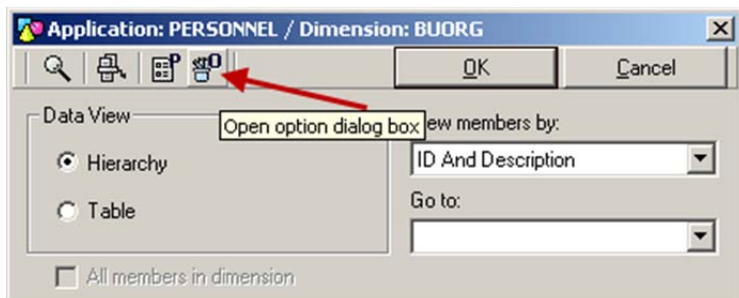 Application: PERSONNEL / Dimension: BUORG
OK
Cancel
Data View
Open option dialog box
ew members by:
Hierarchy
ID And Description
Table
Go to:
All members in dimension